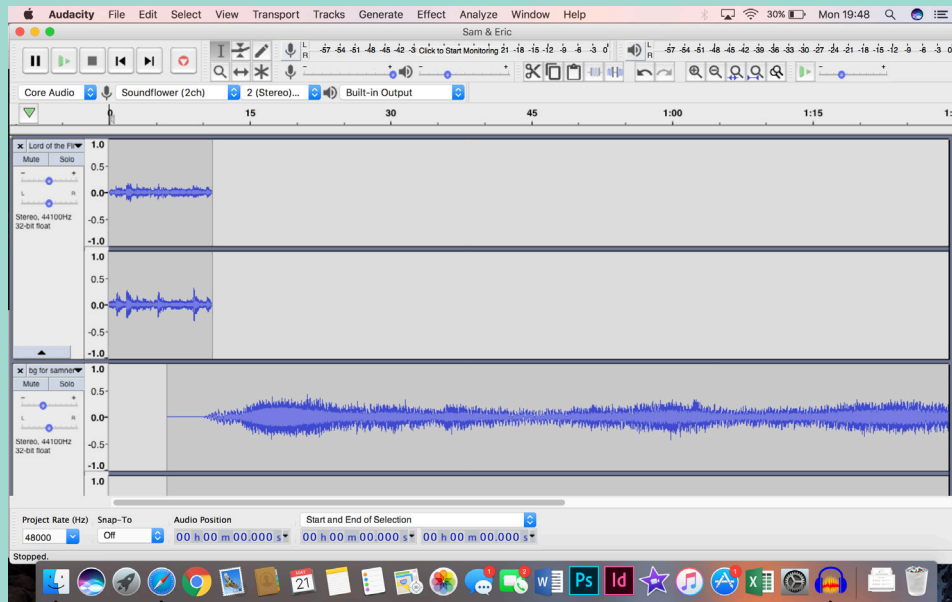 Audacity File Edit Select View Transport Tracks Generate Effect Analyze Window Help 30% Mon 19:48
Sam & Eric
L -57 -54 -51 -48 -45 -42 -3 Click to Start Monitoring 21 -18 -15 -12 -9 -6 -3 0 L -57 -54 -51 -48 -45 -42 -39 -36 -33 -30 -27 -24 -21 -18 -15 -12 -9 -6 -3 0
R R
- + - + - +
Core Audio Soundflower (2ch) 2 (Stereo)... Built-in Output
0 15 30 45 1:00 1:15 1:
x Lord of the Fli 1.0
Mute Solo
0.5
- +
0.0
L R
Stereo, 44100Hz
32-bit float
-0.5
-1.0
1.0
0.5
0.0
-0.5
-1.0
x bg for samner 1.0
Mute Solo
0.5
- +
0.0
L R
Stereo, 44100Hz
32-bit float
-0.5
-1.0
1.0
Project Rate (Hz) Snap-To Audio Position Start and End of Selection
48000 Off 00 h 00 m 00.000 s 00 h 00 m 00.000 s 00 h 00 m 00.000 s
Stopped.
21 1 2 W Ps Id 1 X